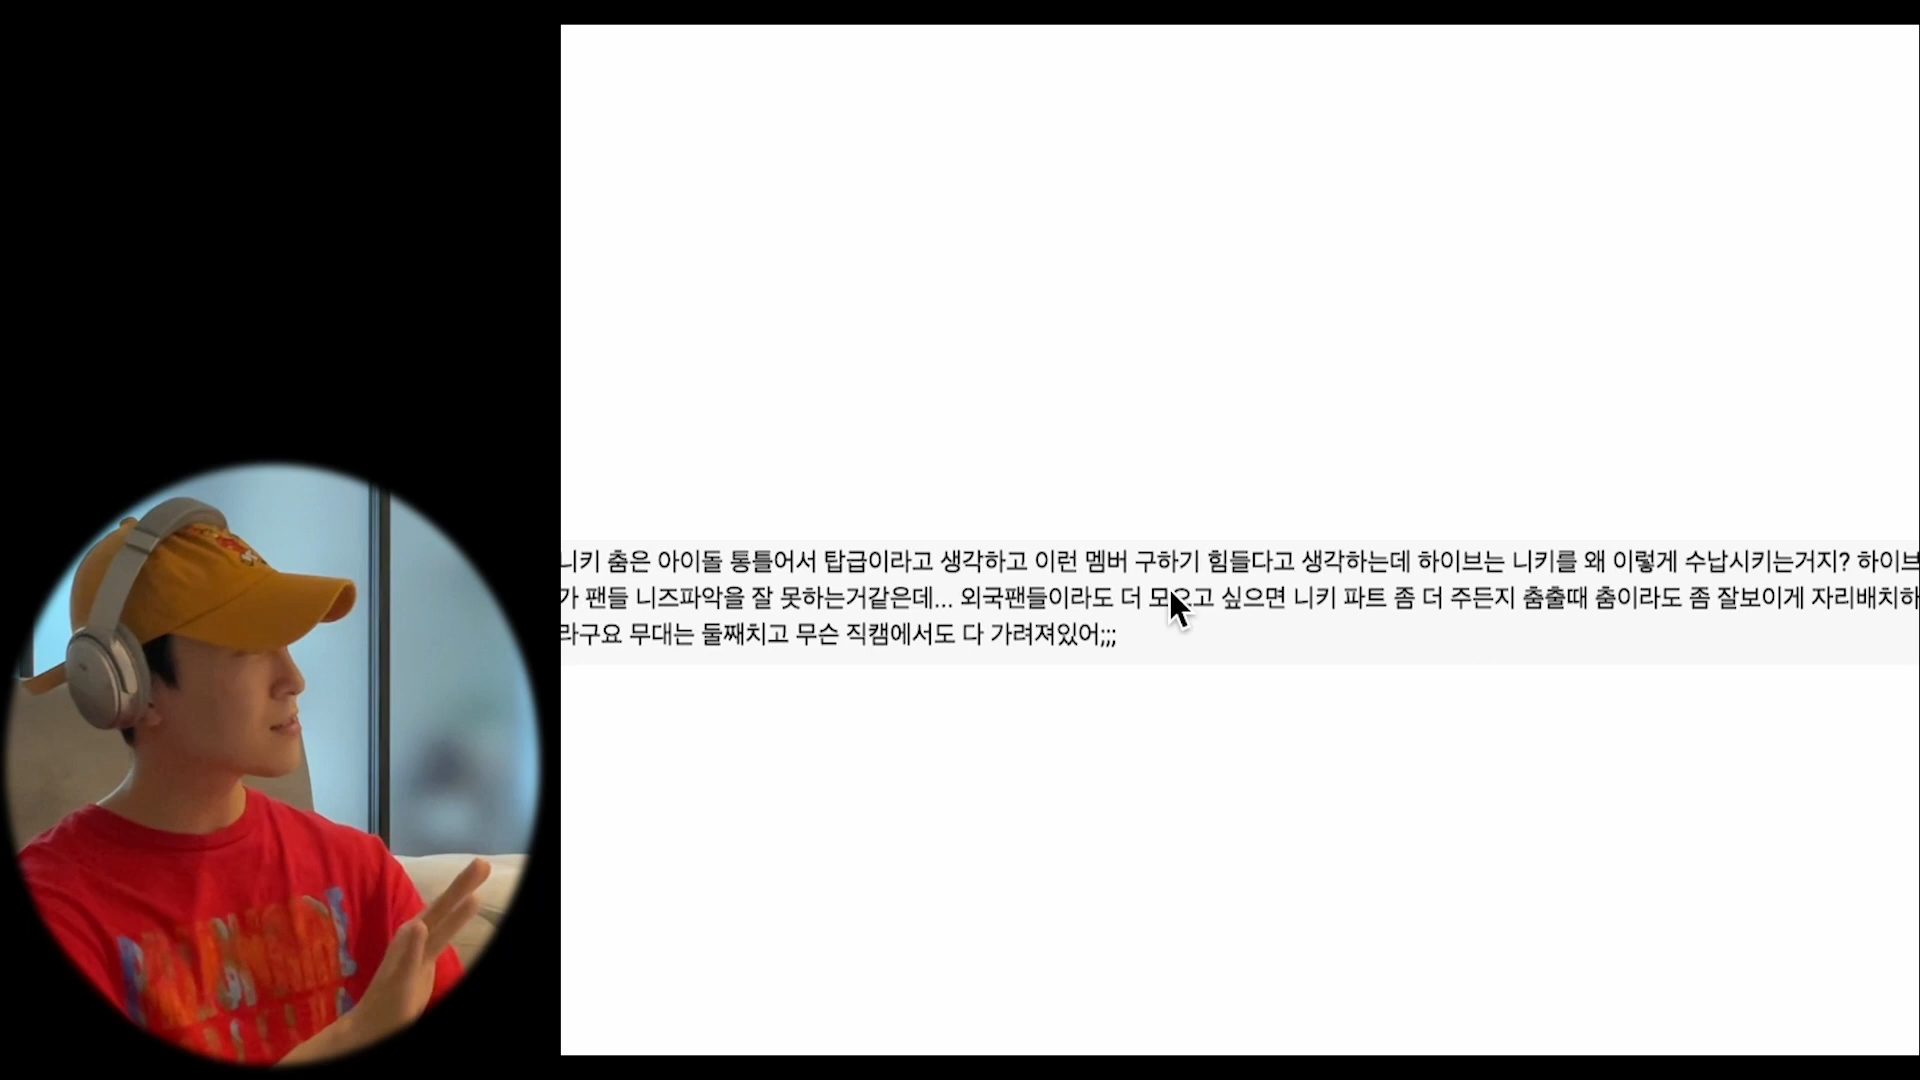 니키 춤은 아이돌 통틀어서 탑급이라고 생각하고 이런 멤버 구하기 힘들다고 생각하는데 하이브는 니키를 왜 이렇게 수납시키는거지? 하이브
가 팬들 니즈파악을 잘 못하는거같은데... 외국팬들이라도 더 모으고 싶으면 니키 파트 좀 더 주든지 춤출때 춤이라도 좀 잘보이게 자리배치하
라구요 무대는 둘째치고 무슨 직캠에서도 다 가려져있어;;;